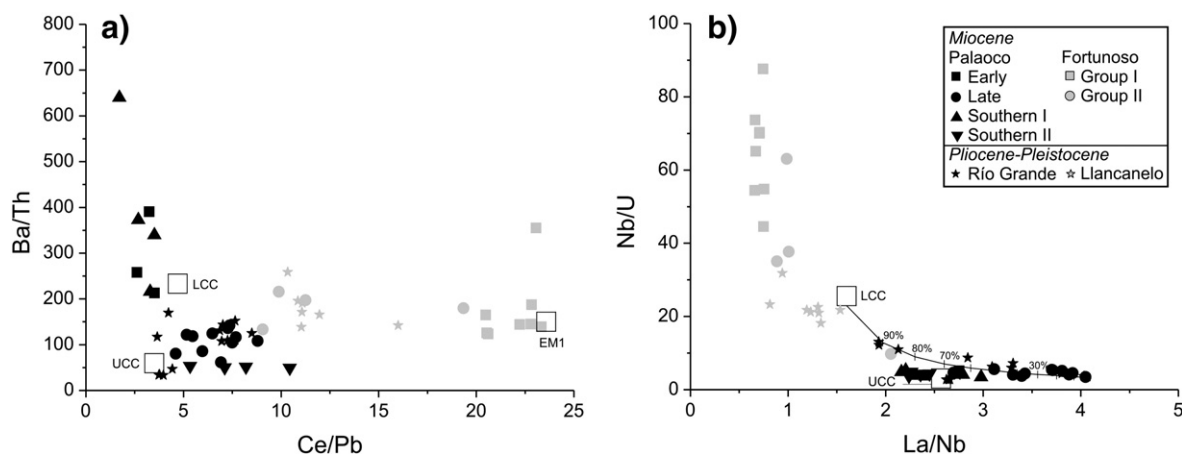 a)
800
700
600
500
400
300
200
100
0
Ba/Th
LCC
UCC
EM1
0 5 10 15 20 25
Ce/Pb
b)
100
80
60
40
20
0
Nb/U
Miocene
Palaoco Fortunoso
Early Group I
Late Group II
Southern I
Southern II
Pliocene-Pleistocene
Río Grande Llancanelo
LCC
90%
80%
70%
30%
UCC
0 1 2 3 4 5
La/Nb